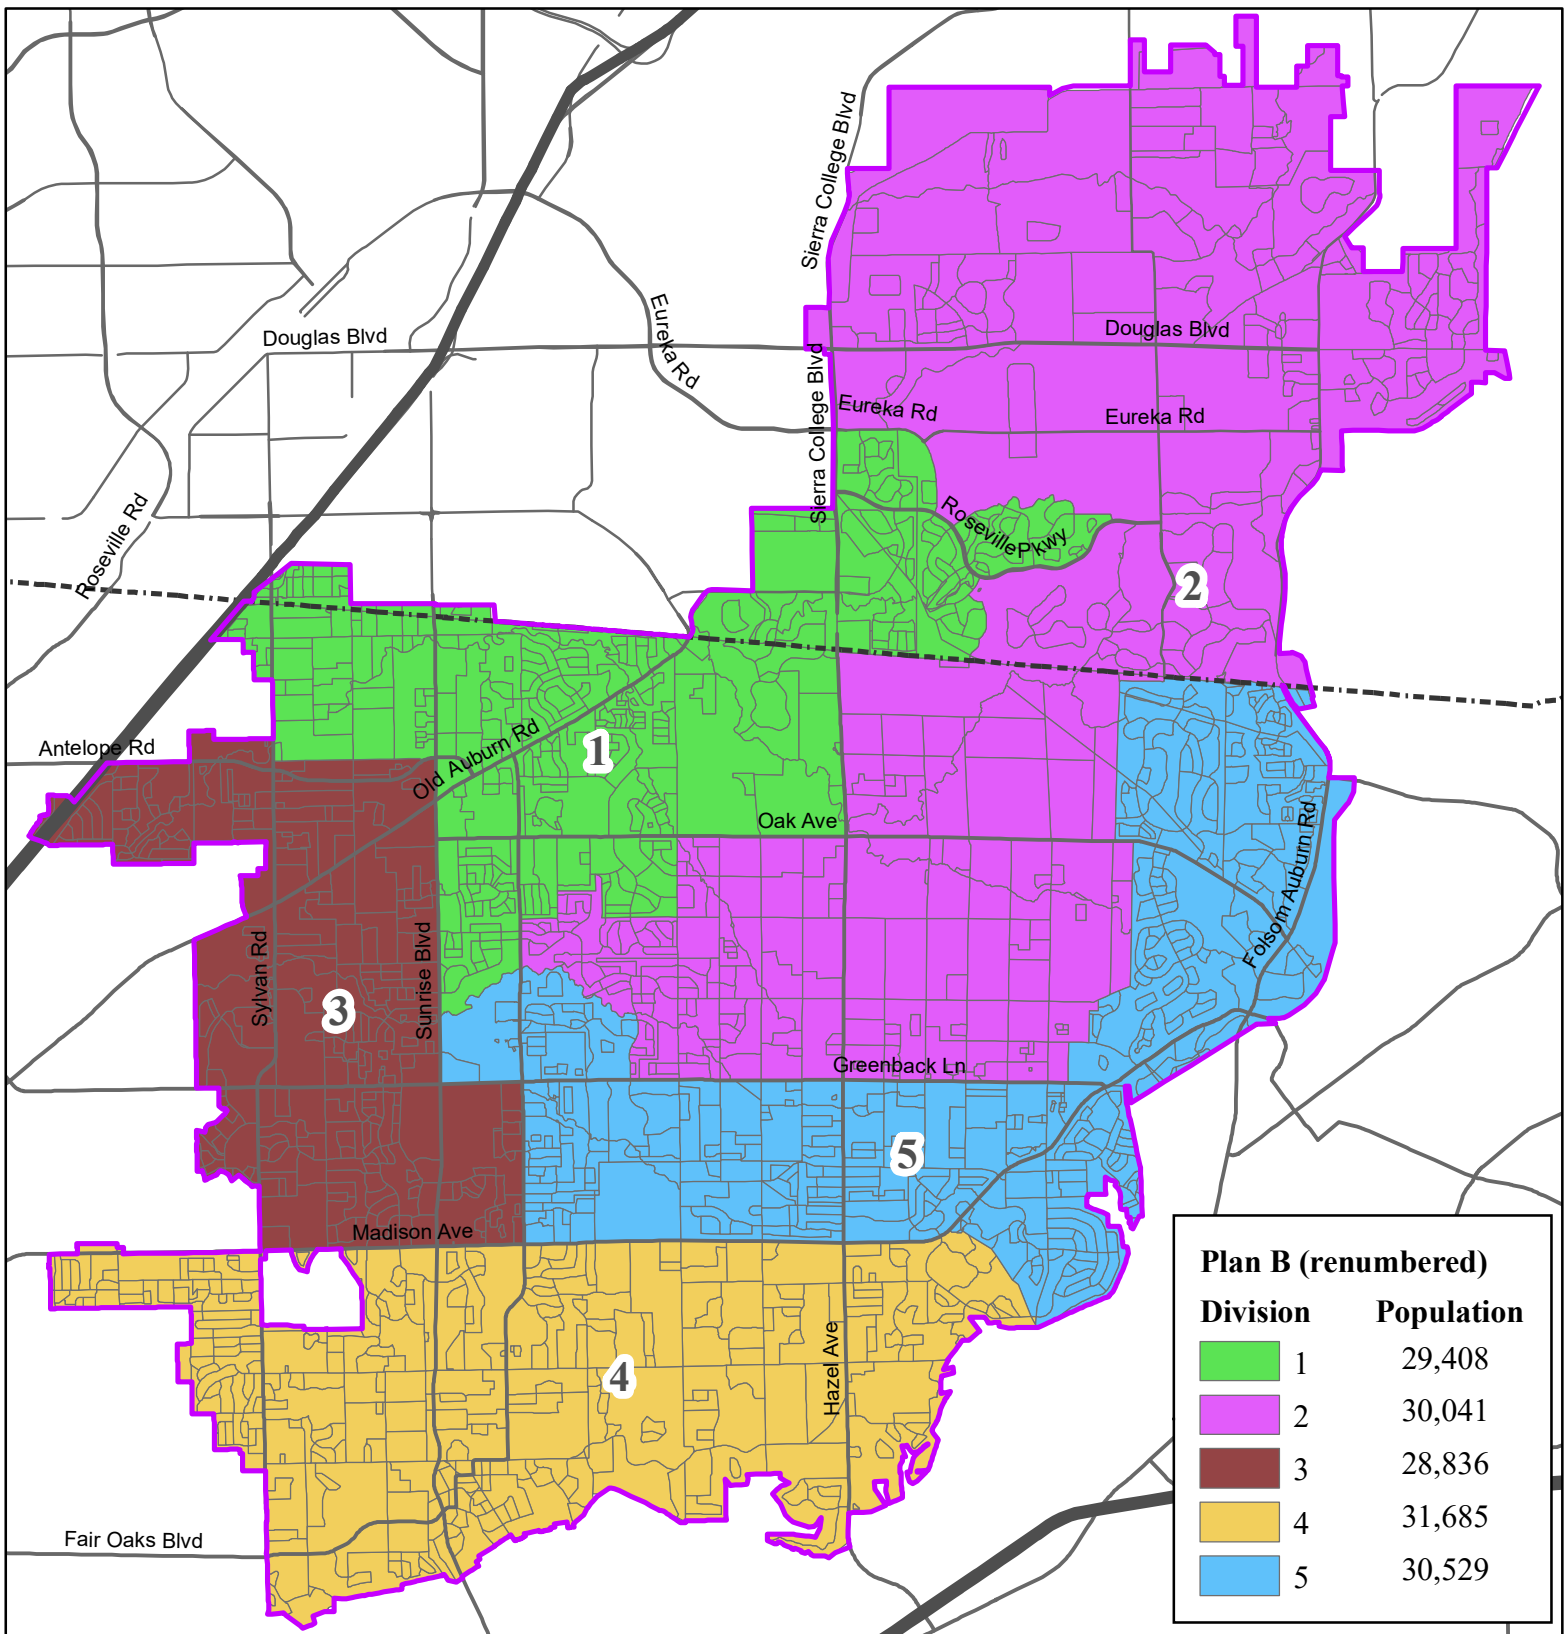 Sierra College Blvd
Douglas Blvd
Eureka Rd
Douglas Blvd
Sierra College Blvd
Eureka Rd
Eureka Rd
Roseville Rd
Roseville Pkwy
2
Antelope Rd
Old Auburn Rd
1
Oak Ave
Folsom Auburn Rd
Sylvan Rd
3
Sunrise Blvd
Greenback Ln
5
Madison Ave
Hazel Ave
4
Fair Oaks Blvd
Plan B (renumbered)
Division Population
1 29,408
2 30,041
3 28,836
4 31,685
5 30,529